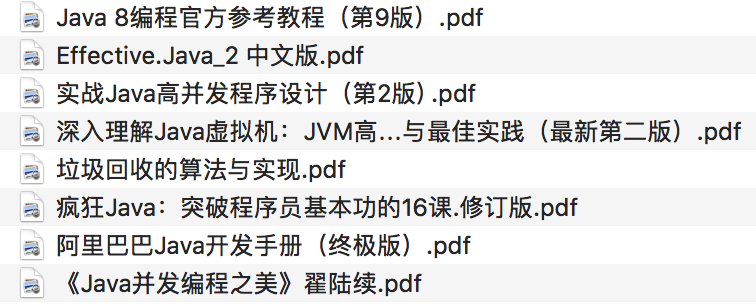 Java 8编程官方参考教程（第9版）.pdf
Effective.Java_2 中文版.pdf
实战Java高并发程序设计（第2版）.pdf
深入理解Java虚拟机：JVM高...与最佳实践（最新第二版）.pdf
垃圾回收的算法与实现.pdf
疯狂Java：突破程序员基本功的16课.修订版.pdf
阿里巴巴Java开发手册（终极版）.pdf
《Java并发编程之美》翟陆续.pdf